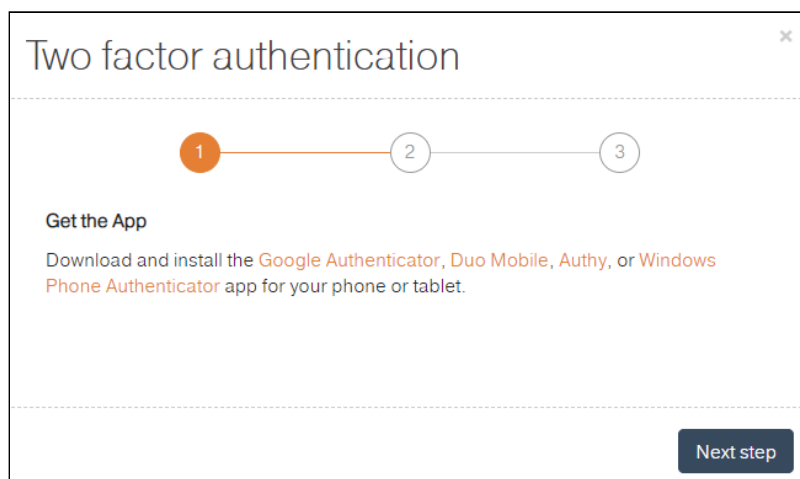 Two factor authentication
×
1
2
3
Get the App
Download and install the Google Authenticator, Duo Mobile, Authy, or Windows
Phone Authenticator app for your phone or tablet.
Next step